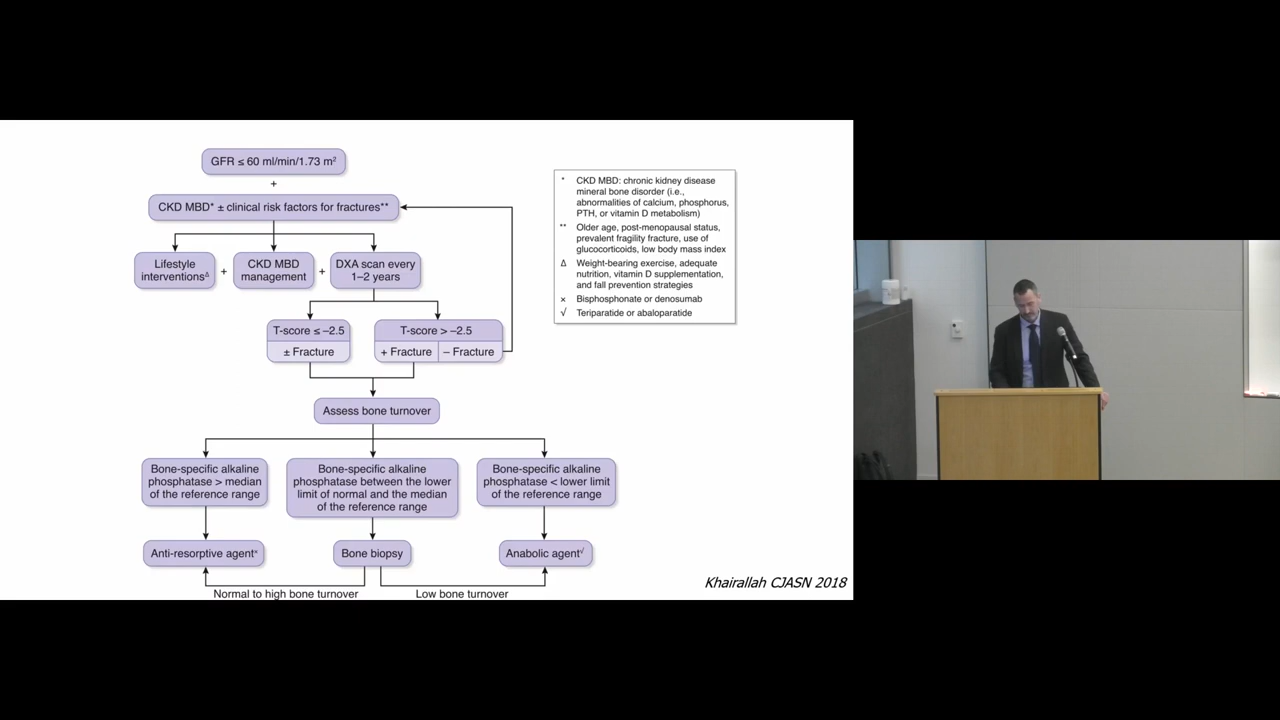 GFR ≤ 60 ml/min/1.73 m²
+
CKD MBD* ± clinical risk factors for fractures**
Lifestyle
interventionsΔ
+
CKD MBD
management
+
DXA scan every
1–2 years
T-score ≤ −2.5
± Fracture
T-score > −2.5
+ Fracture
− Fracture
Assess bone turnover
Bone-specific alkaline
phosphatase > median
of the reference range
Bone-specific alkaline
phosphatase between the lower
limit of normal and the median
of the reference range
Bone-specific alkaline
phosphatase < lower limit
of the reference range
Anti-resorptive agent×
Bone biopsy
Anabolic agent√
Normal to high bone turnover
Low bone turnover
* CKD MBD: chronic kidney disease
mineral bone disorder (i.e.,
abnormalities of calcium, phosphorus,
PTH, or vitamin D metabolism)
** Older age, post-menopausal status,
prevalent fragility fracture, use of
glucocorticoids, low body mass index
Δ Weight-bearing exercise, adequate
nutrition, vitamin D supplementation,
and fall prevention strategies
× Bisphosphonate or denosumab
√ Teriparatide or abaloparatide
Khairallah CJASN 2018